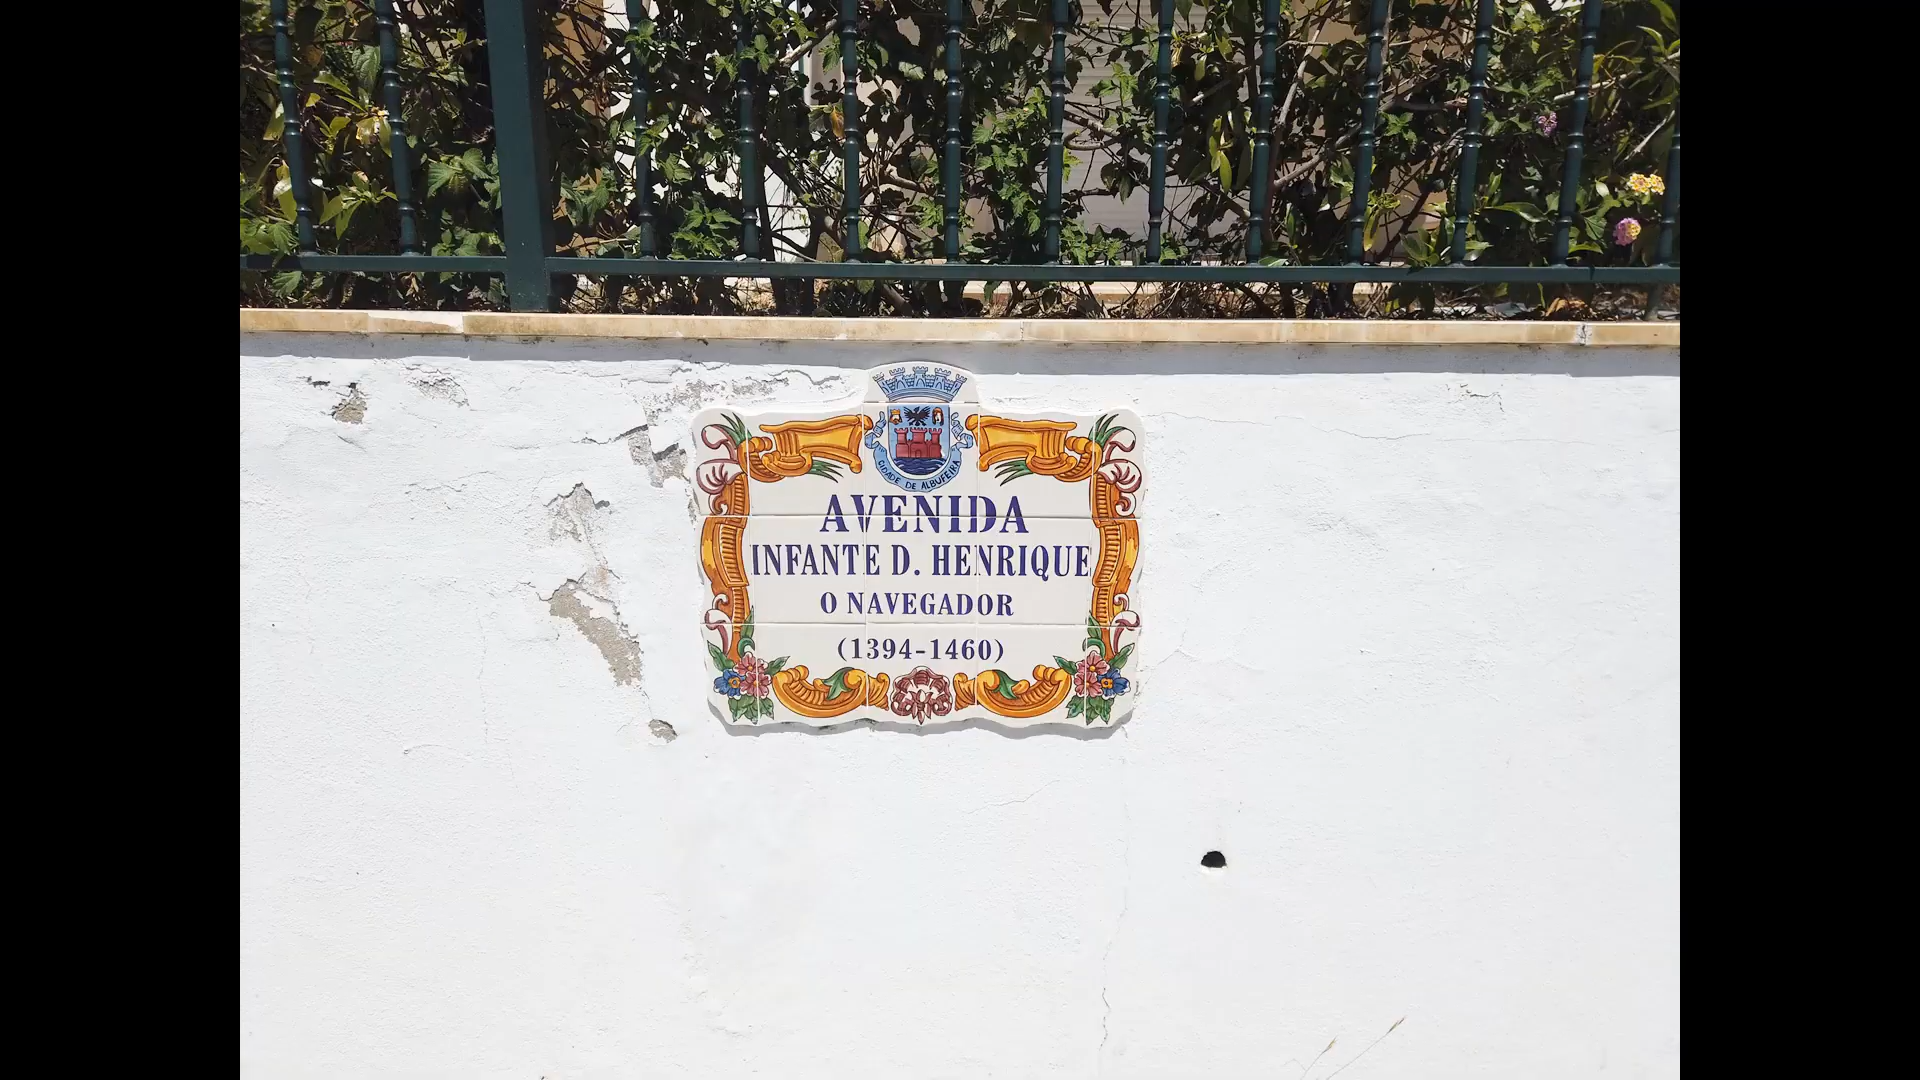 CIDADE DE ALBUFEIRA
AVENIDA
INFANTE D. HENRIQUE
O NAVEGADOR
(1394-1460)